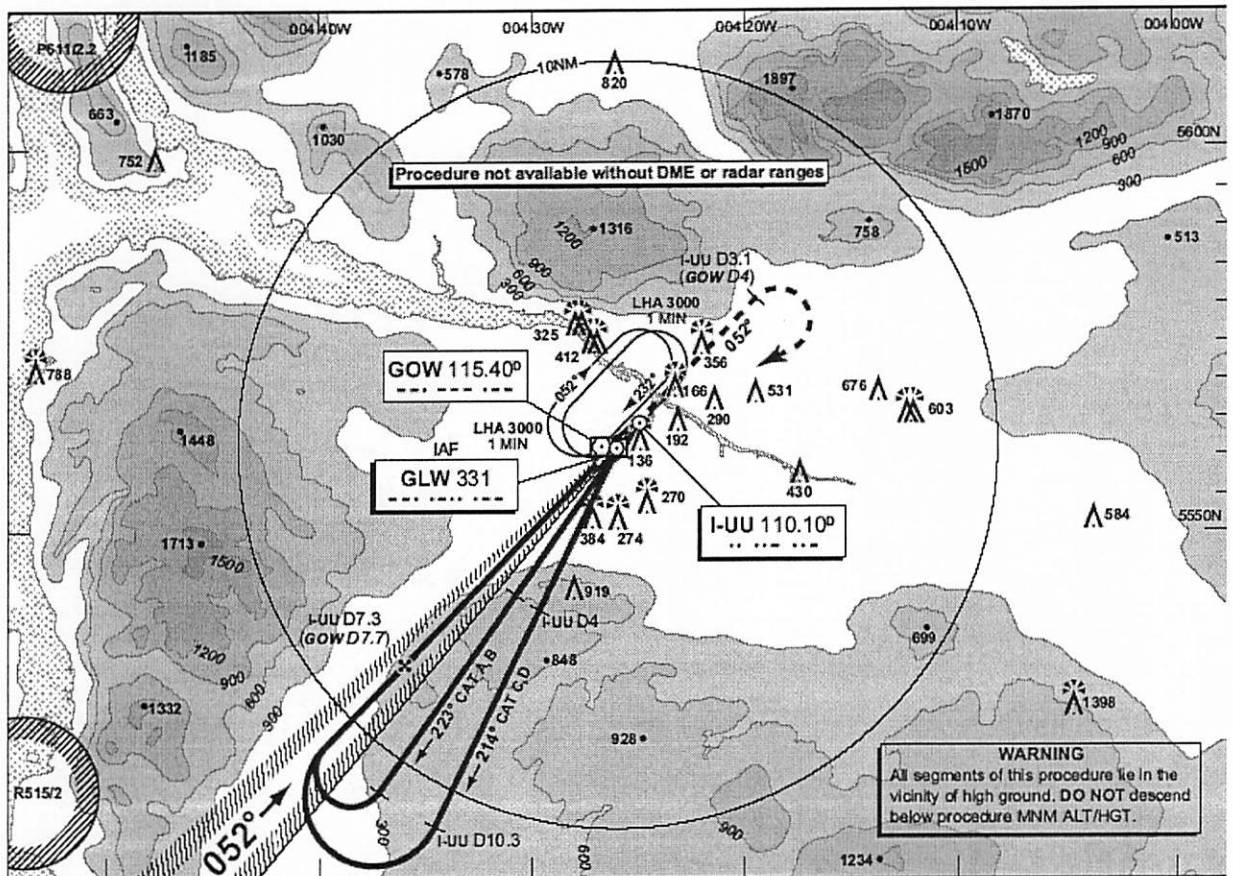 004 40W 004 30W 004 20W 004 10W 004 00W
P611/2.2
1185
578
10NM
820
1897
1870
663
1030
752
1200
900
600
300
5600N
1500
Procedure not available without DME or radar ranges
1316
1200
900
600
300
758
513
I-UU D3.1
(GOW D4)
LHA 3000
1 MIN
052°
325
412
356
788
GOW 115.40D
052°
232°
166
531
676
603
290
192
1448
LHA 3000
1 MIN
IAF
GLW 331
136
430
270
I-UU 110.10D
584
5550N
384
274
1713
1500
919
I-UU D7.3
(GOW D7.7)
I-UU D4
699
848
1200
900
600
300
1332
223° CAT A,B
214° CAT C,D
1398
928
R515/2
052°
300
I-UU D10.3
600
900
1234
WARNING
All segments of this procedure lie in the
vicinity of high ground. DO NOT descend
below procedure MNM ALT/HGT.